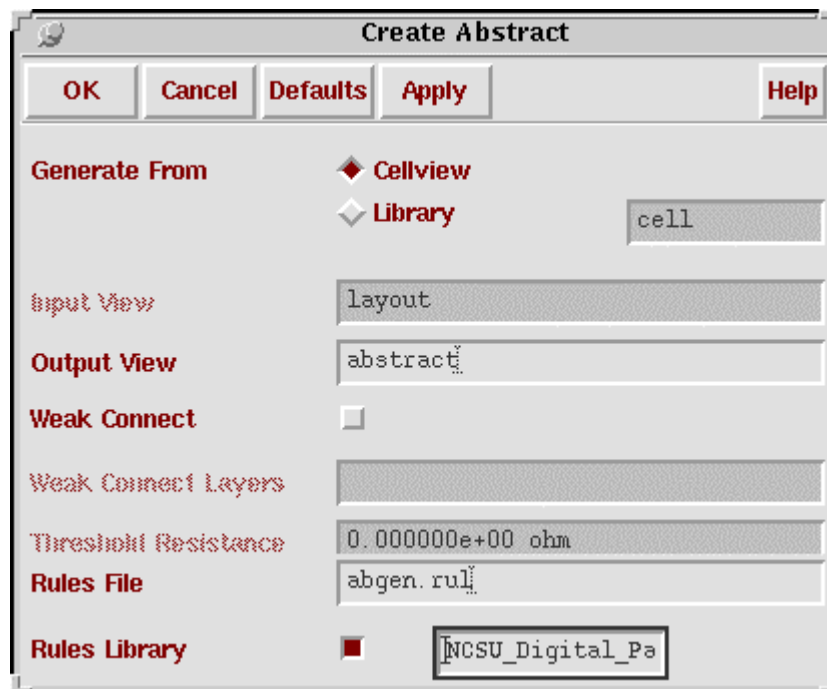 Create Abstract
OK Cancel Defaults Apply Help
Generate From Cellview
Library cell
Input View layout
Output View abstract
Weak Connect
Weak Connect Layers
Threshold Resistance 0.000000e+00 ohm
Rules File abgen.rul
Rules Library NCSU_Digital_Pa